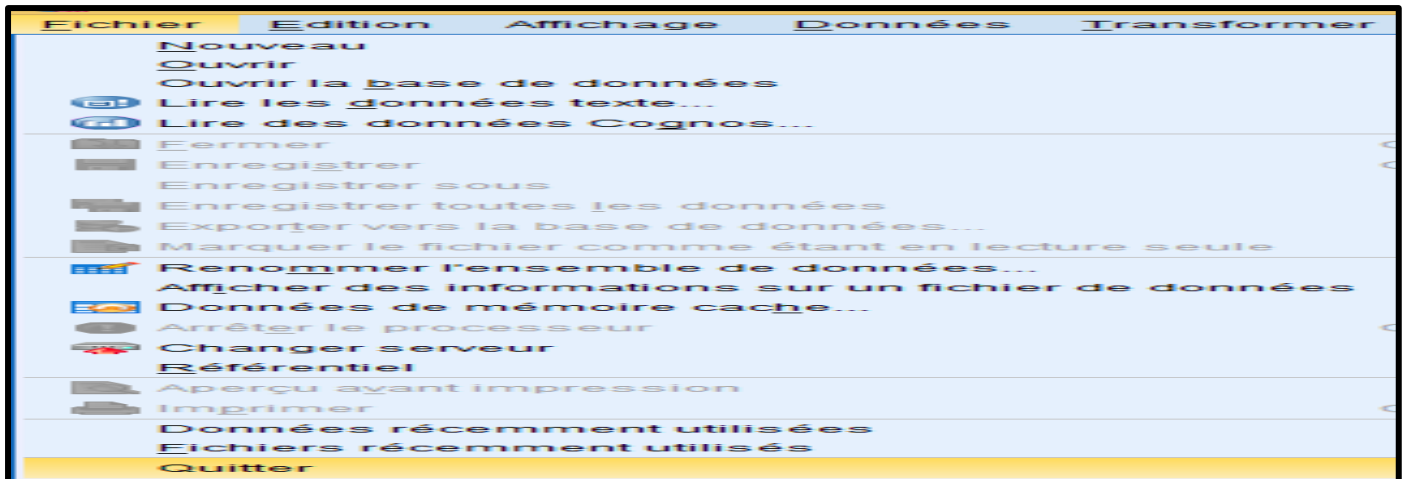 Fichier Edition Affichage Données Transformer
Nouveau
Ouvrir
Ouvrir la base de données
Lire les données texte...
Lire des données Cognos...
Fermer
Enregistrer
Enregistrer sous
Enregistrer toutes les données
Exporter vers la base de données...
Marquer le fichier comme étant en lecture seule
Renommer l'ensemble de données...
Afficher des informations sur un fichier de données
Données de mémoire cache...
Arrêter le processeur
Changer serveur
Référentiel
Aperçu avant impression
Imprimer
Données récemment utilisées
Fichiers récemment utilisés
Quitter